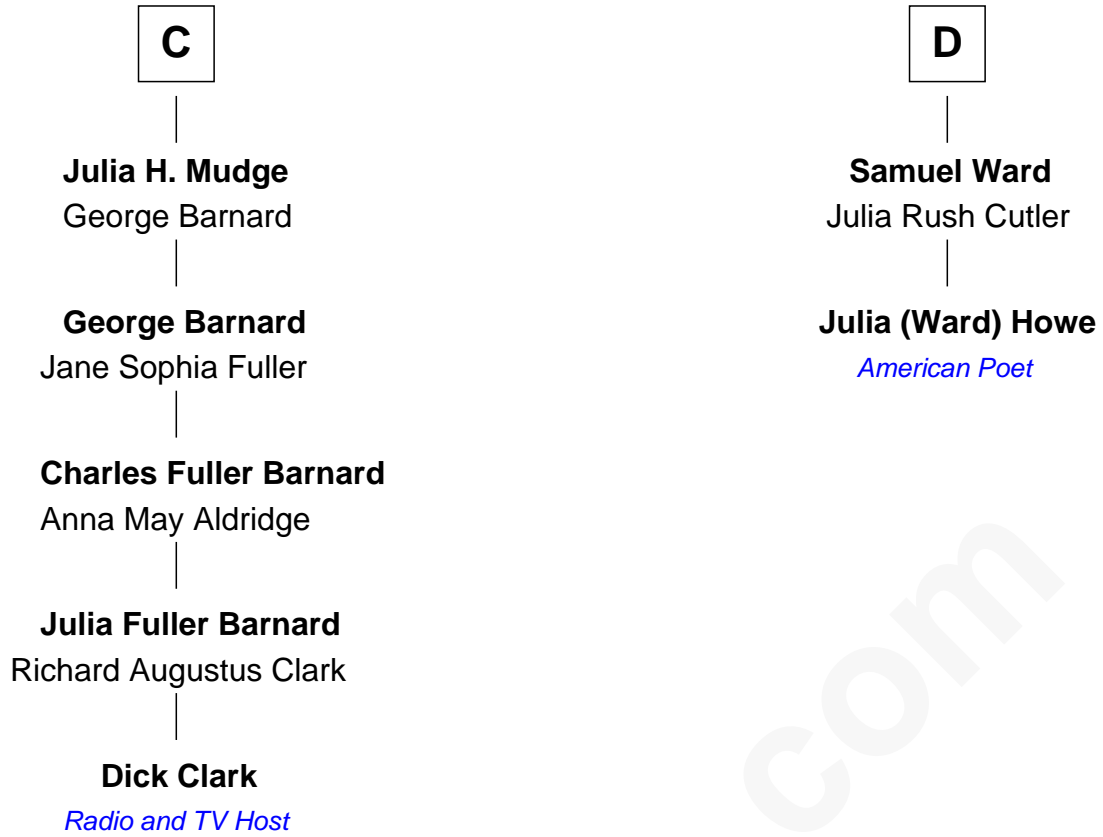 C
Julia H. Mudge
George Barnard
George Barnard
Jane Sophia Fuller
Charles Fuller Barnard
Anna May Aldridge
Julia Fuller Barnard
Richard Augustus Clark
Dick Clark
Radio and TV Host
D
Samuel Ward
Julia Rush Cutler
Julia (Ward) Howe
American Poet
com